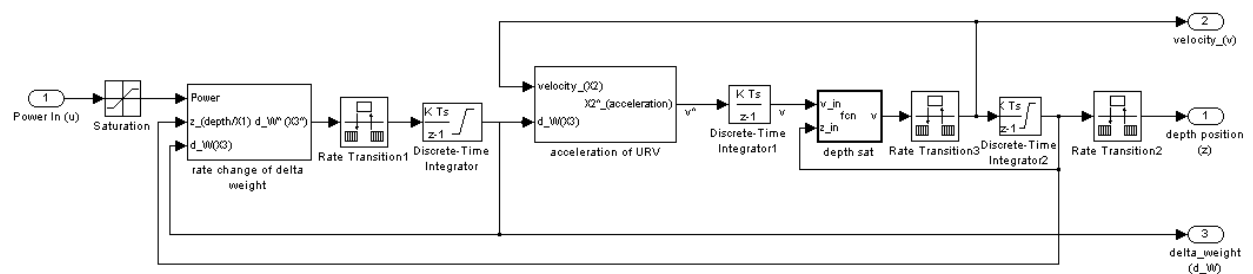 2
velocity_(v)
1
Power In (u)
Saturation
Power
z_(depth/X1) d_W^ (X3^)
d_W(X3)
rate change of delta
weight
Rate Transition1
K Ts
z-1
Discrete-Time
Integrator
velocity_(X2)
X2^_(acceleration)
d_W(X3)
acceleration of URV
v^
K Ts
z-1
Discrete-Time
Integrator1
v
v_in
fcn
v
z_in
depth sat
Rate Transition3
K Ts
z-1
Discrete-Time
Integrator2
Rate Transition2
1
depth position
(z)
3
delta_weight
(d_W)